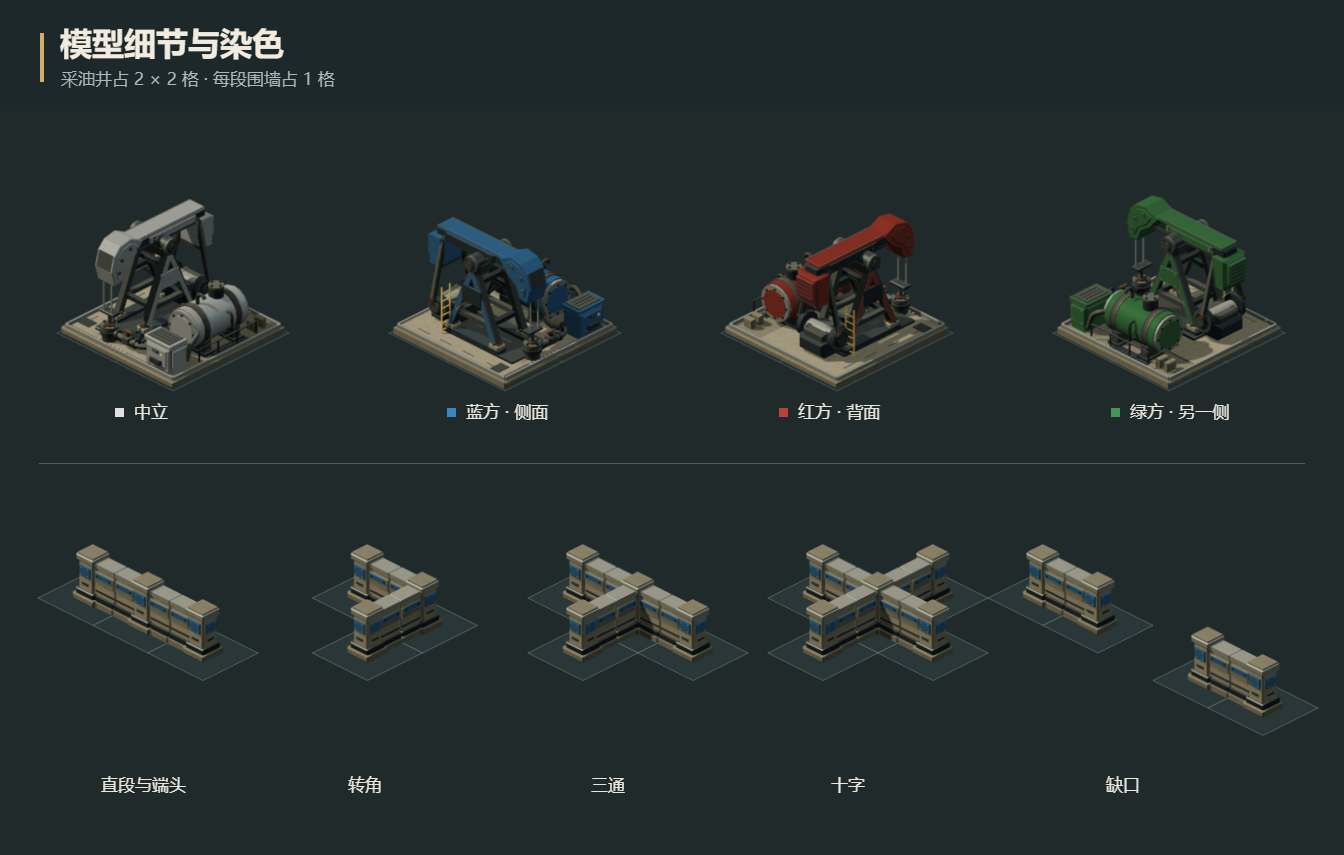 模型细节与染色
采油井占 2 × 2 格 · 每段围墙占 1 格
中立
蓝方 · 侧面
红方 · 背面
绿方 · 另一侧
直段与端头
转角
三通
十字
缺口